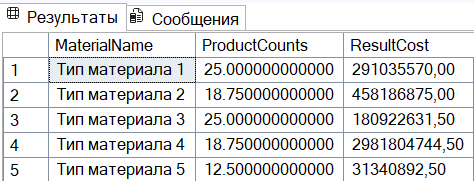 Результаты Сообщения
MaterialName ProductCounts ResultCost
1 Тип материала 1 25.000000000000 291035570,00
2 Тип материала 2 18.750000000000 458186875,00
3 Тип материала 3 25.000000000000 180922631,50
4 Тип материала 4 18.750000000000 2981804744,50
5 Тип материала 5 12.500000000000 31340892,50